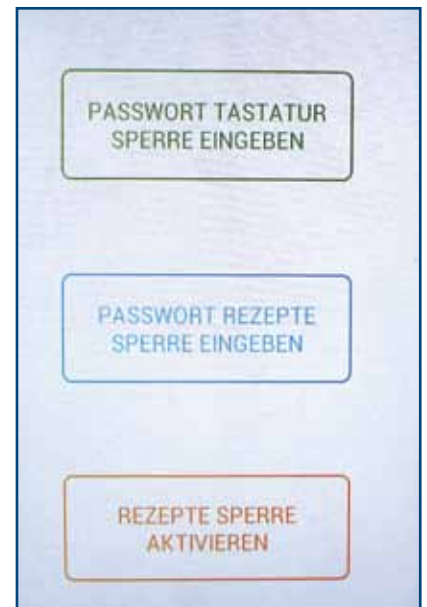 PASSWORT TASTATUR
SPERRE EINGEBEN
PASSWORT REZEPTE
SPERRE EINGEBEN
REZEPTE SPERRE
AKTIVIEREN